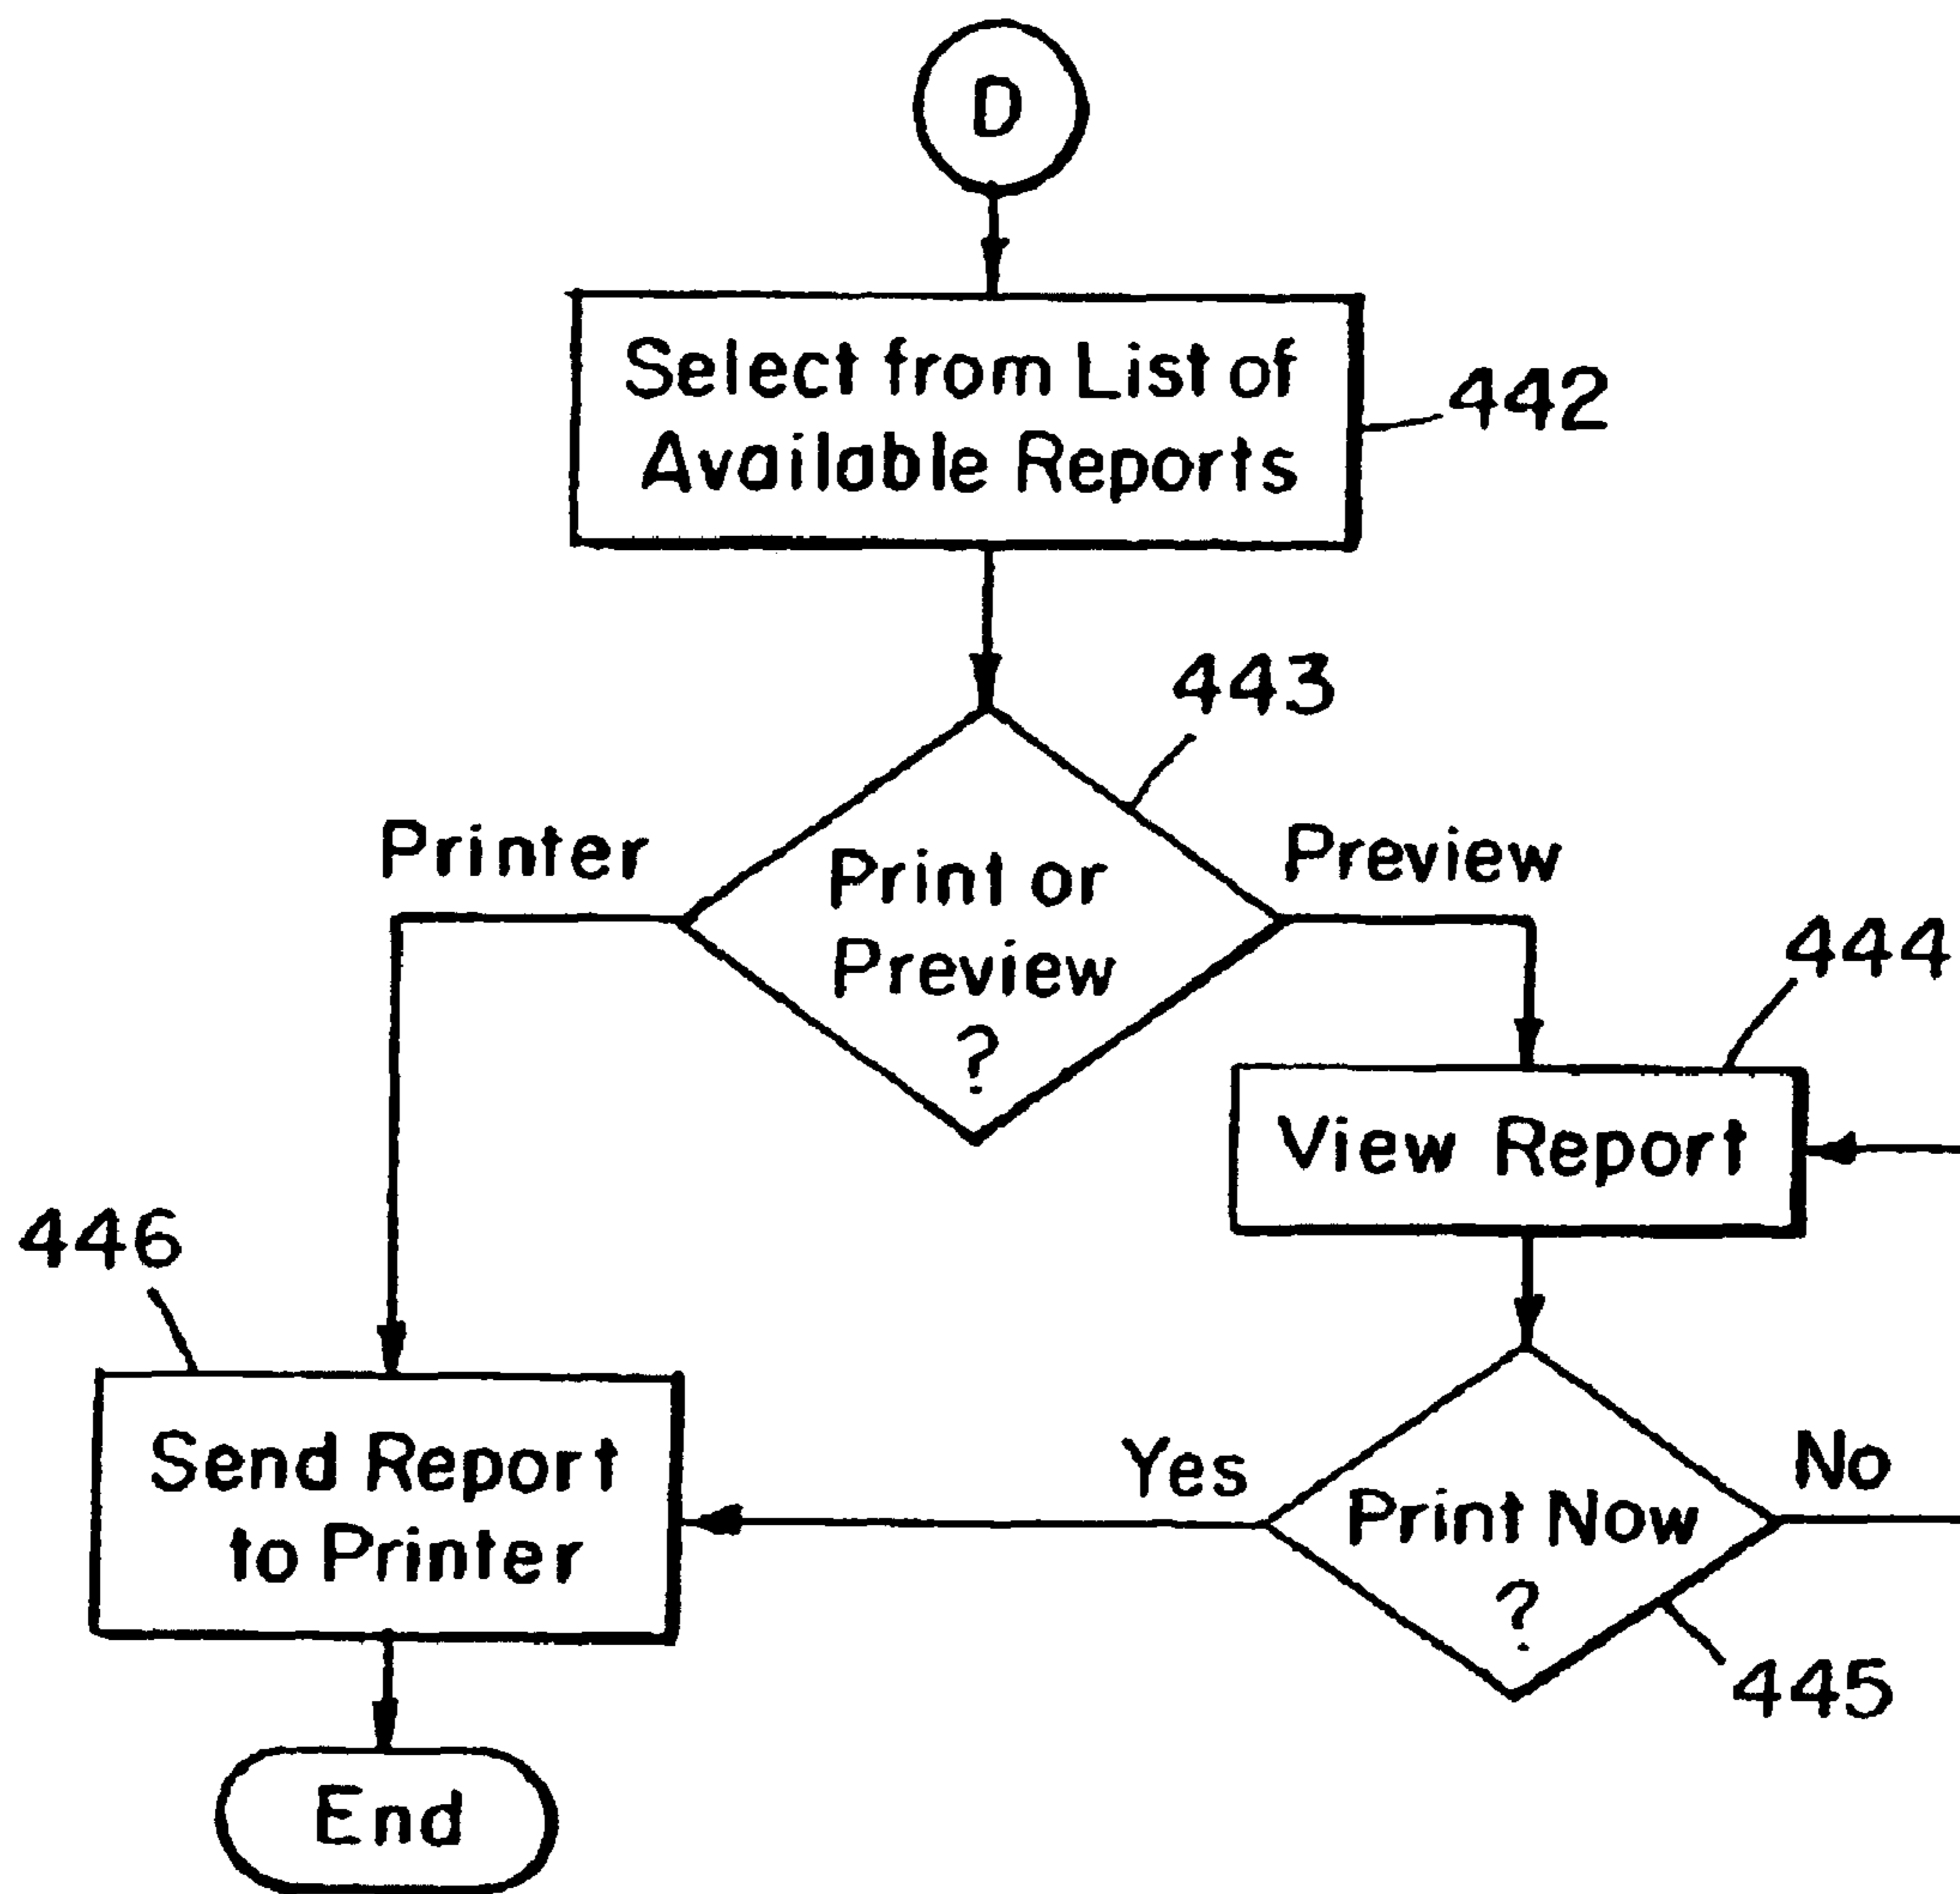 D
Select from List of
Available Reports
442
443
Printer
Print or
Preview
?
Preview
444
View Report
446
Send Report
to Printer
Yes
Print Now
?
No
445
End